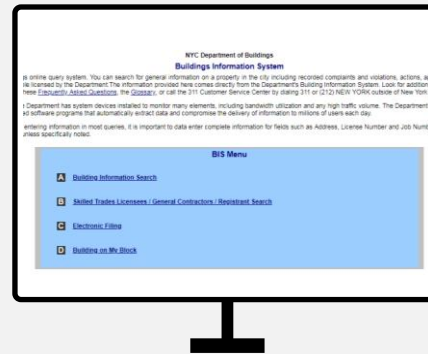 NYC Department of Buildings
Buildings Information System
online query system. You can search for general information on a property in the city including recorded complaints and violations, actions,
licensed by the Department.The information provided here comes directly from the Department's Building Information System. Look for
hese Frequently Asked Questions, the Glossary, or call the 311 Customer Service Center by dialing 311 or (212) NEW YORK outside of New York
Department has system devices installed to monitor many elements, including bandwidth utilization and any high traffic volume. The Department
ed software programs that automatically extract data and compromise the delivery of information to millions of users each day.
entering information in most queries, it is important to data enter complete information for fields such as Address, License Number and Job
unless specifically noted.
BIS Menu
A Building Information Search
B Skilled Trades Licensees / General Contractors / Registrant Search
C Electronic Filing
D Building on My Block